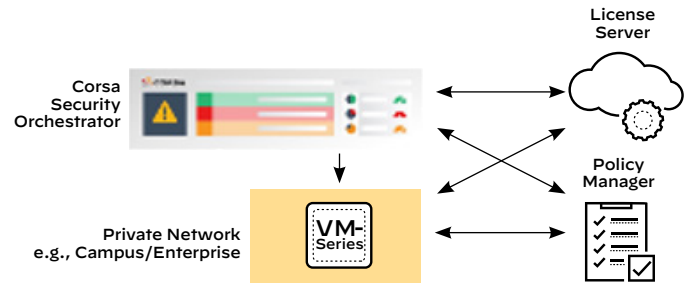 License
Server
Corsa
Security
Orchestrator
Policy
Manager
Private Network
e.g., Campus/Enterprise
VM-
Series